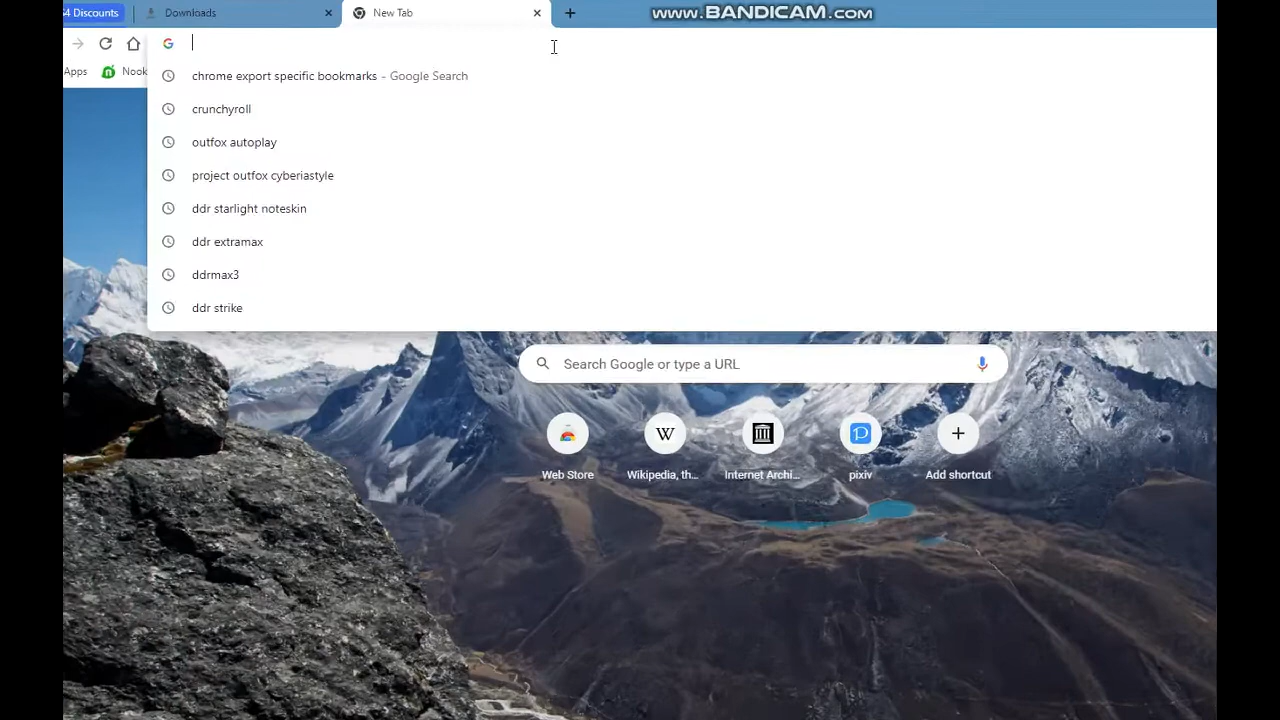 4 Discounts
Downloads
New Tab
www.BANDICAM.com
Apps
Nook
chrome export specific bookmarks - Google Search
crunchyroll
outfox autoplay
project outfox cyberiastyle
ddr starlight noteskin
ddr extramax
ddrmax3
ddr strike
Search Google or type a URL
Web Store
Wikipedia, th...
Internet Archi...
pixiv
Add shortcut